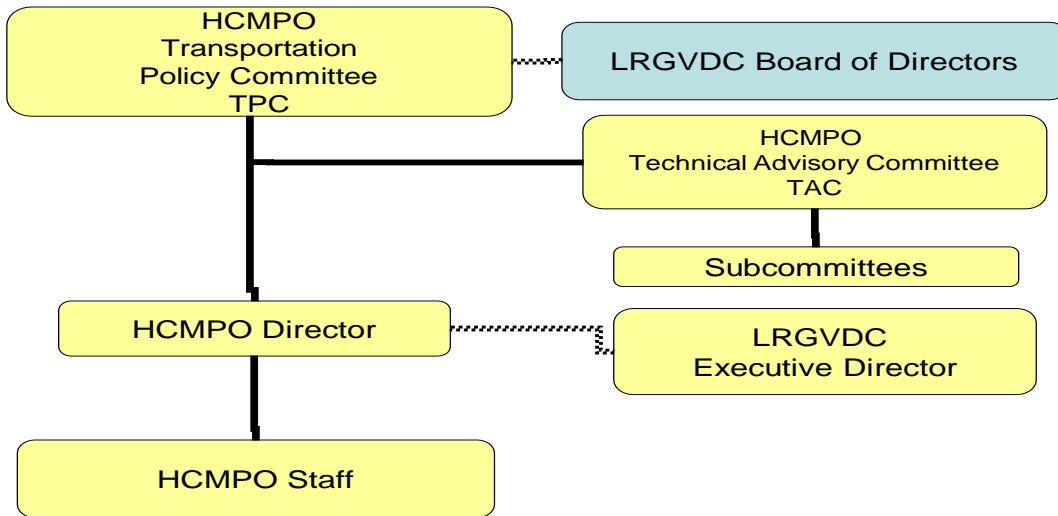 HCMPO
Transportation
Policy Committee
TPC
LRGVDC Board of Directors
HCMPO
Technical Advisory Committee
TAC
Subcommittees
HCMPO Director
LRGVDC
Executive Director
HCMPO Staff